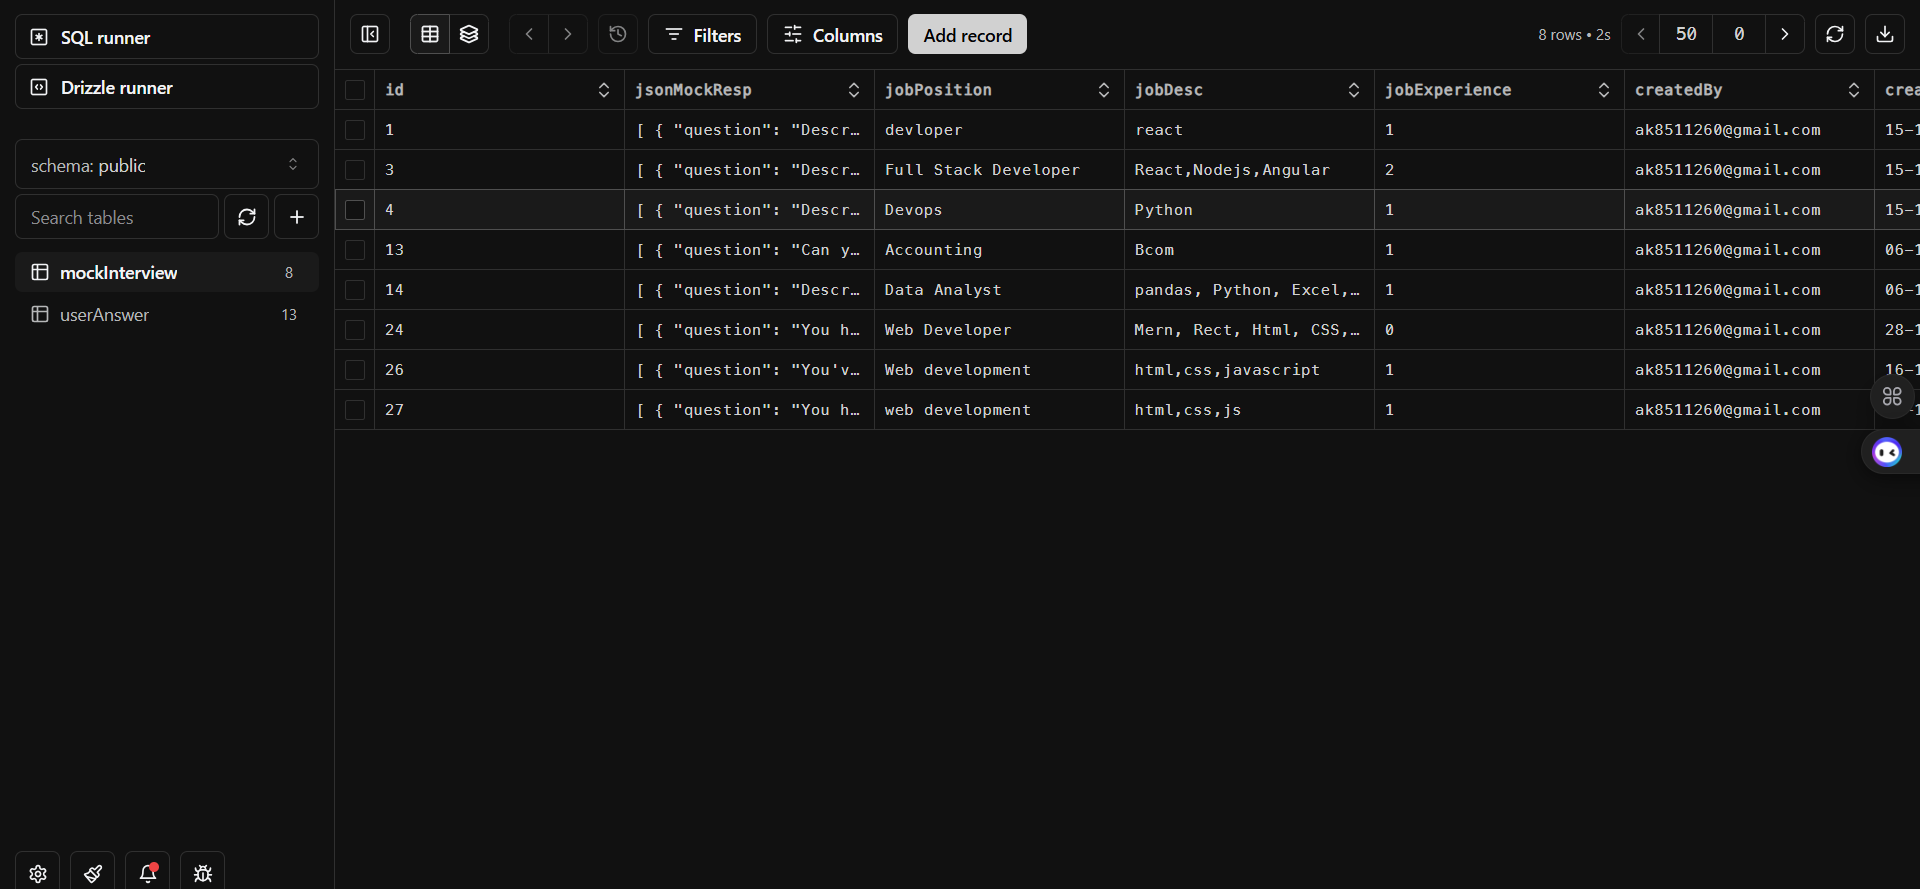 SQL runner
Drizzle runner
schema: public
Search tables
mockInterview 8
userAnswer 13
Filters
Columns
Add record
8 rows • 2s
50
0
id jsonMockResp jobPosition jobDesc jobExperience createdBy crea
1 [ { "question": "Descr… devloper react 1 ak8511260@gmail.com 15-1
3 [ { "question": "Descr… Full Stack Developer React,Nodejs,Angular 2 ak8511260@gmail.com 15-1
4 [ { "question": "Descr… Devops Python 1 ak8511260@gmail.com 15-1
13 [ { "question": "Can y… Accounting Bcom 1 ak8511260@gmail.com 06-1
14 [ { "question": "Descr… Data Analyst pandas, Python, Excel,… 1 ak8511260@gmail.com 06-1
24 [ { "question": "You h… Web Developer Mern, Rect, Html, CSS,… 0 ak8511260@gmail.com 28-1
26 [ { "question": "You'v… Web development html,css,javascript 1 ak8511260@gmail.com 16-1
27 [ { "question": "You h… web development html,css,js 1 ak8511260@gmail.com